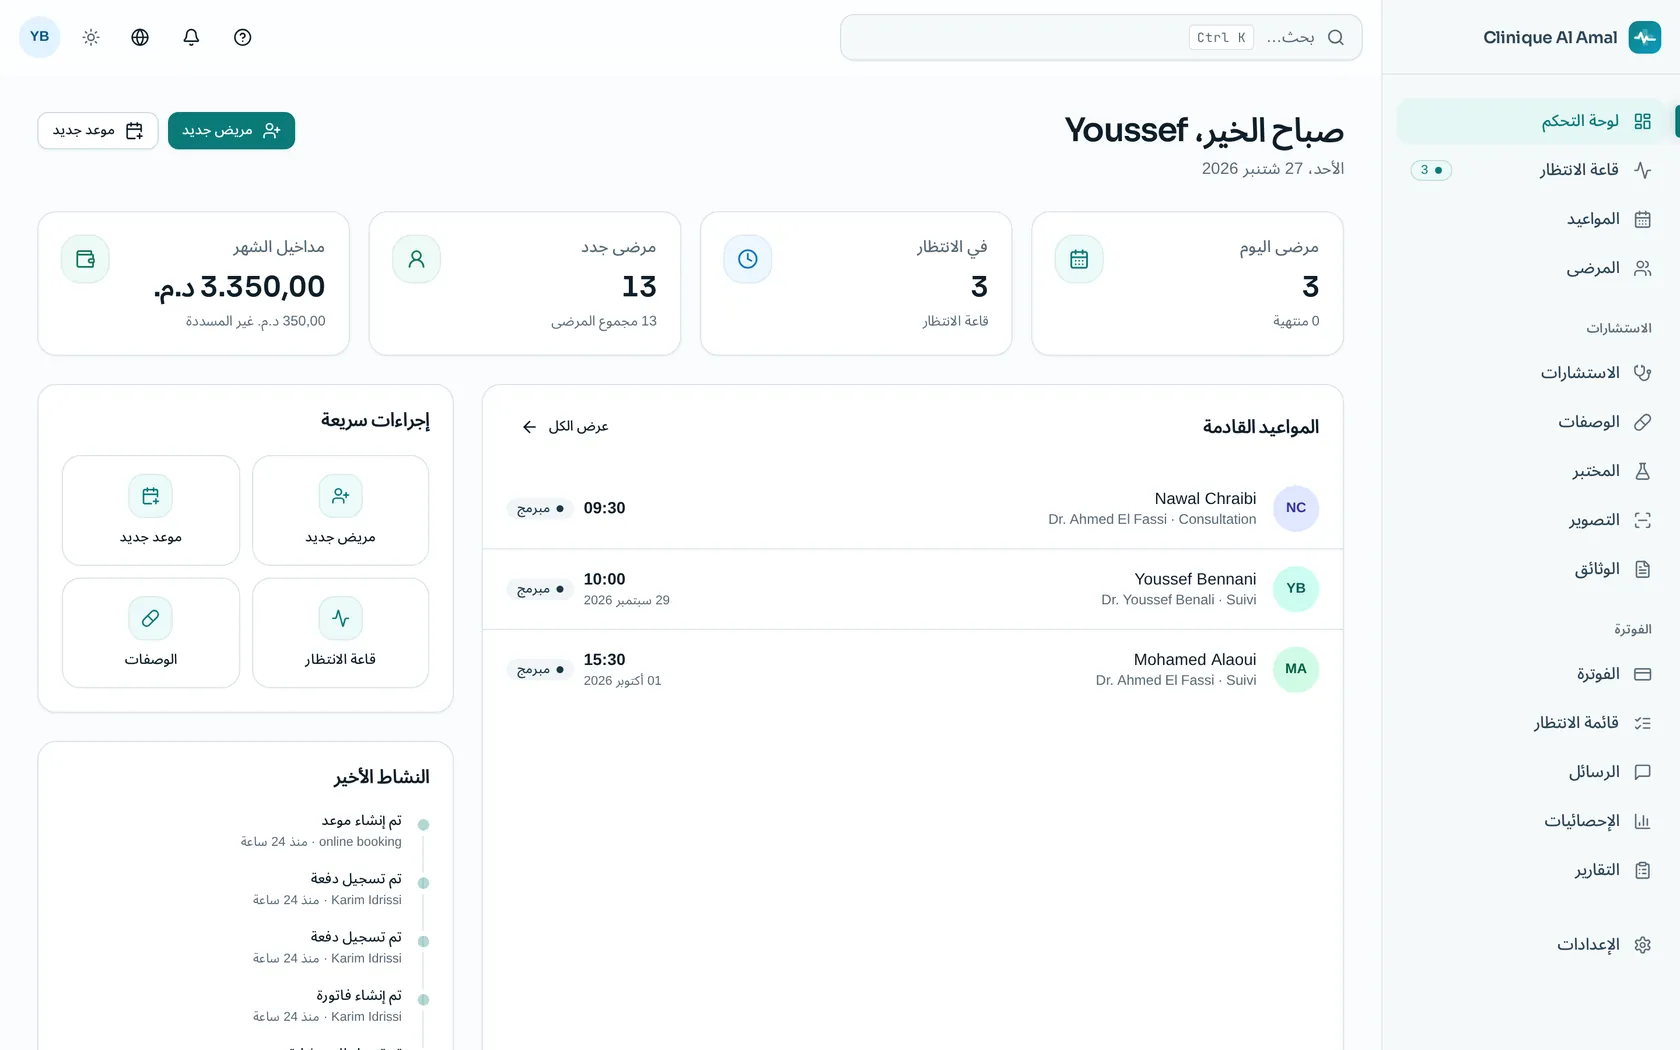 Clinique Al Amal
لوحة التحكم
قاعة الانتظار
3
المواعيد
المرضى
الاستشارات
الاستشارات
الوصفات
المختبر
التصوير
الوثائق
الفوترة
الفوترة
قائمة الانتظار
الرسائل
الإحصائيات
التقارير
الإعدادات
بحث... Ctrl K
YB
صباح الخير، Youssef
الأحد، 27 شتنبر 2026
مريض جديد
موعد جديد
مرضى اليوم
3
0 منتهية
في الانتظار
3
قاعة الانتظار
مرضى جدد
13
13 مجموع المرضى
مداخيل الشهر
3.350,00 د.م.
350,00 د.م. غير المسددة
المواعيد القادمة
عرض الكل
NC
Nawal Chraibi
Dr. Ahmed El Fassi · Consultation
09:30
مبرمج
YB
Youssef Bennani
Dr. Youssef Benali · Suivi
10:00
29 سبتمبر 2026
مبرمج
MA
Mohamed Alaoui
Dr. Ahmed El Fassi · Suivi
15:30
01 أكتوبر 2026
مبرمج
إجراءات سريعة
مريض جديد
موعد جديد
قاعة الانتظار
الوصفات
النشاط الأخير
تم إنشاء موعد
online booking · منذ 24 ساعة
تم تسجيل دفعة
Karim Idrissi · منذ 24 ساعة
تم تسجيل دفعة
Karim Idrissi · منذ 24 ساعة
تم إنشاء فاتورة
Karim Idrissi · منذ 24 ساعة